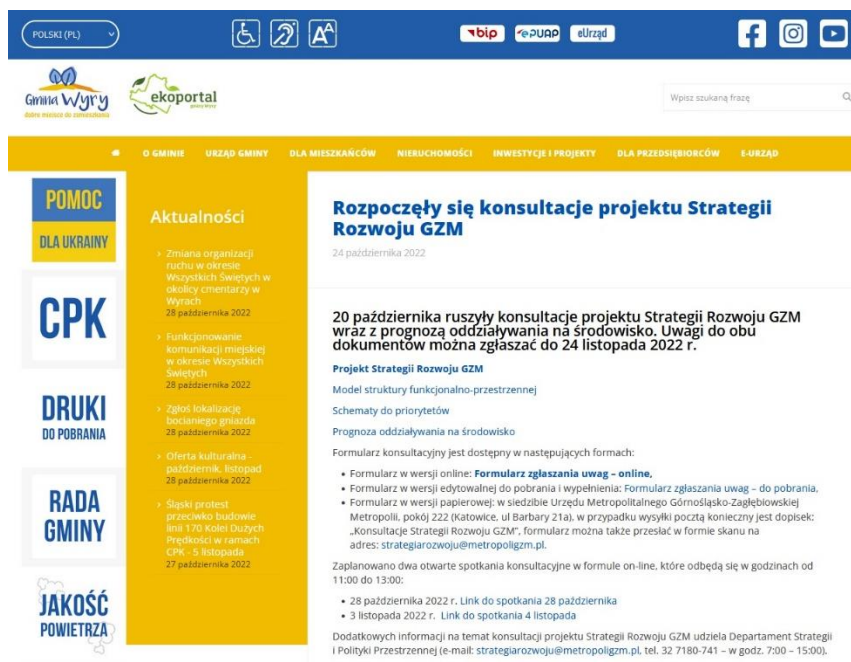 POLSKI (PL)
bip
ePUAP
eUrząd
Gmina Wyry
dobre miejsce do zamieszkania
ekoportal
gminy Wyry
Wpisz szukaną frazę
O GMINIE URZĄD GMINY DLA MIESZKAŃCÓW NIERUCHOMOŚCI INWESTYCJE I PROJEKTY DLA PRZEDSIĘBIORCÓW E-URZĄD
POMOC
DLA UKRAINY
CPK
DRUKI
DO POBRANIA
RADA
GMINY
JAKOŚĆ
POWIETRZA
Aktualności
Zmiana organizacji
ruchu w okresie
Wszystkich Świętych w
okolicy cmentarzy w
Wyrach
28 października 2022
Funkcjonowanie
komunikacji miejskiej
w okresie Wszystkich
Świętych
28 października 2022
Zgłoś lokalizację
bocianiego gniazda
28 października 2022
Oferta kulturalna -
październik, listopad
28 października 2022
Śląski protest
przeciwko budowie
linii 170 Kolei Dużych
Prędkości w ramach
CPK - 5 listopada
27 października 2022
Rozpoczęły się konsultacje projektu Strategii
Rozwoju GZM
24 października 2022
20 października ruszyły konsultacje projektu Strategii Rozwoju GZM
wraz z prognozą oddziaływania na środowisko. Uwagi do obu
dokumentów można zgłaszać do 24 listopada 2022 r.
Projekt Strategii Rozwoju GZM
Model struktury funkcjonalno-przestrzennej
Schematy do priorytetów
Prognoza oddziaływania na środowisko
Formularz konsultacyjny jest dostępny w następujących formach:
• Formularz w wersji online: Formularz zgłaszania uwag – online,
• Formularz w wersji edytowalnej do pobrania i wypełnienia: Formularz zgłaszania uwag – do pobrania,
• Formularz w wersji papierowej: w siedzibie Urzędu Metropolitalnego Górnośląsko-Zagłębiowskiej
Metropolii, pokój 222 (Katowice, ul Barbary 21a), w przypadku wysyłki pocztą konieczny jest dopisek:
„Konsultacje Strategii Rozwoju GZM”, formularz można także przesłać w formie skanu na
adres: strategiarozwoju@metropoligzm.pl.
Zaplanowano dwa otwarte spotkania konsultacyjne w formule on-line, które odbędą się w godzinach od
11:00 do 13:00:
• 28 października 2022 r. Link do spotkania 28 października
• 3 listopada 2022 r. Link do spotkania 4 listopada
Dodatkowych informacji na temat konsultacji projektu Strategii Rozwoju GZM udziela Departament Strategii
i Polityki Przestrzennej (e-mail: strategiarozwoju@metropoligzm.pl, tel. 32 7180-741 – w godz. 7:00 – 15:00).